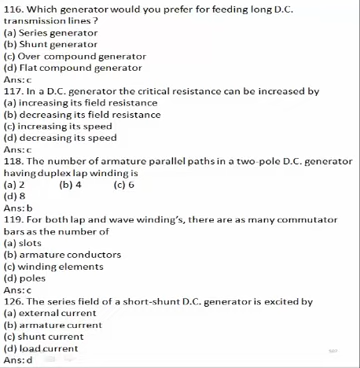 116. Which generator would you prefer for feeding long D.C.
transmission lines ?
(a) Series generator
(b) Shunt generator
(c) Over compound generator
(d) Flat compound generator
Ans: c
117. In a D.C. generator the critical resistance can be increased by
(a) increasing its field resistance
(b) decreasing its field resistance
(c) increasing its speed
(d) decreasing its speed
Ans: c
118. The number of armature parallel paths in a two-pole D.C. generator
having duplex lap winding is
(a) 2 (b) 4 (c) 6
(d) 8
Ans: b
119. For both lap and wave winding's, there are as many commutator
bars as the number of
(a) slots
(b) armature conductors
(c) winding elements
(d) poles
Ans: c
126. The series field of a short-shunt D.C. generator is excited by
(a) external current
(b) armature current
(c) shunt current
(d) load current
Ans: d